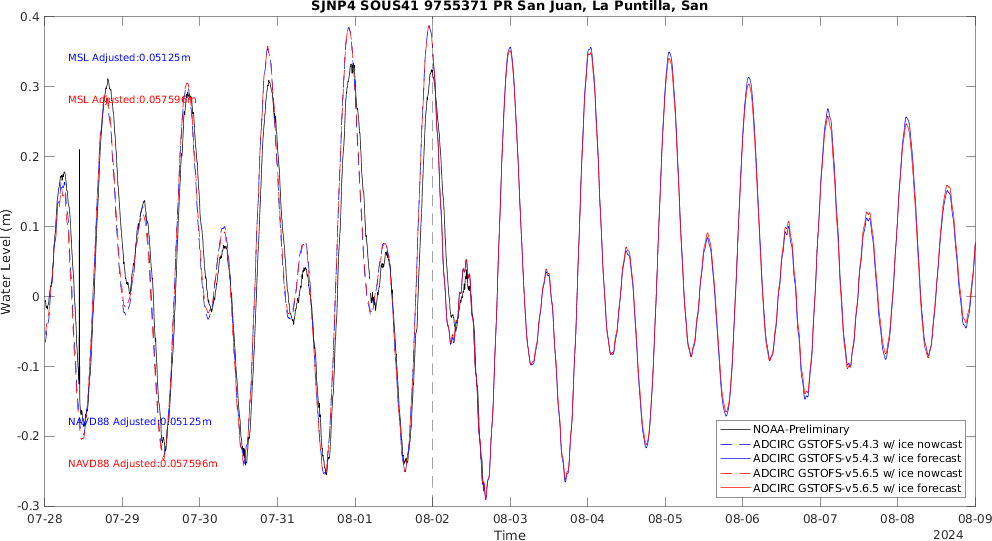 SJNP4 SOUS41 9755371 PR San Juan, La Puntilla, San
0.4
0.3
0.2
0.1
0
-0.1
-0.2
-0.3
Water Level (m)
MSL Adjusted:0.05125m
MSL Adjusted:0.057596m
NAVD88 Adjusted:0.05125m
NAVD88 Adjusted:0.057596m
NOAA-Preliminary
ADCIRC GSTOFS-v5.4.3 w/ ice nowcast
ADCIRC GSTOFS-v5.4.3 w/ ice forecast
ADCIRC GSTOFS-v5.6.5 w/ ice nowcast
ADCIRC GSTOFS-v5.6.5 w/ ice forecast
07-28 07-29 07-30 07-31 08-01 08-02 08-03 08-04 08-05 08-06 08-07 08-08 08-09
Time
2024